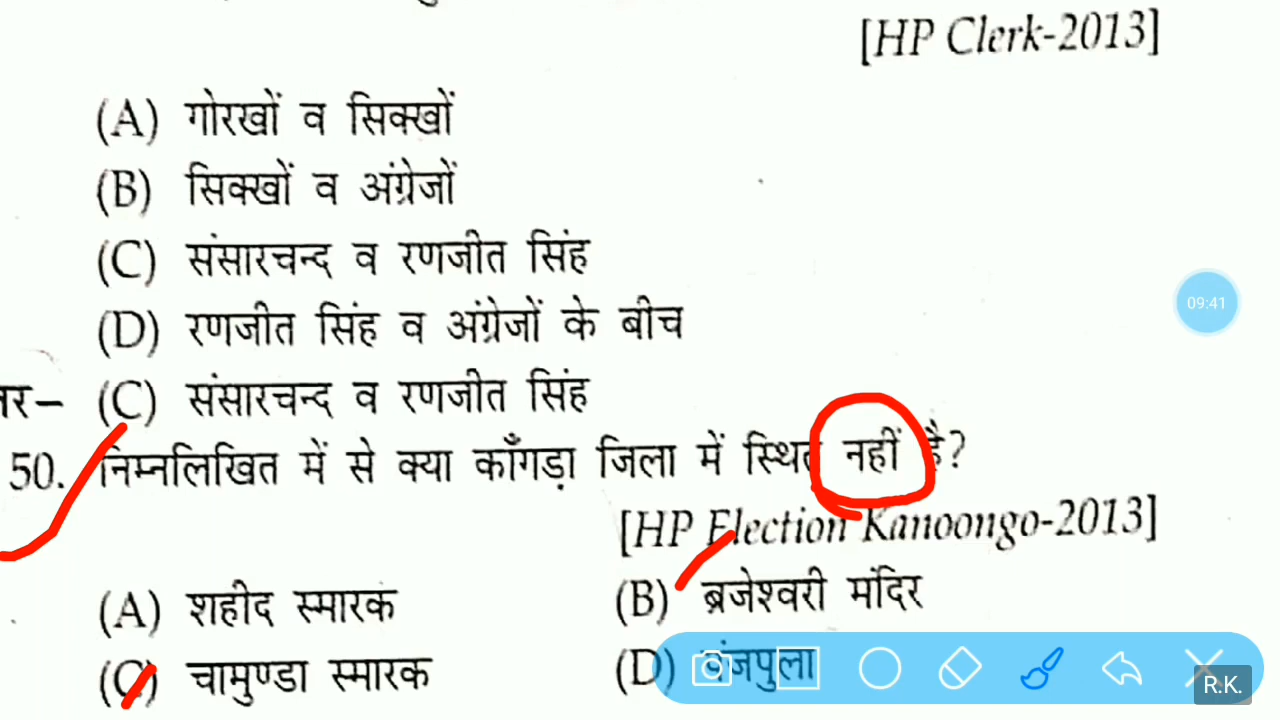 [HP Clerk-2013]
(A) गोरखों व सिक्खों
(B) सिक्खों व अंग्रेजों
(C) संसारचन्द व रणजीत सिंह
(D) रणजीत सिंह व अंग्रेजों के बीच
09:41
(C) संसारचन्द व रणजीत सिंह
50. निम्नलिखित में से क्या काँगड़ा जिला में स्थित नहीं है?
[HP Election Kanoongo-2013]
(A) शहीद स्मारक (B) ब्रजेश्वरी मंदिर
(C) चामुण्डा स्मारक (D)
R.K.